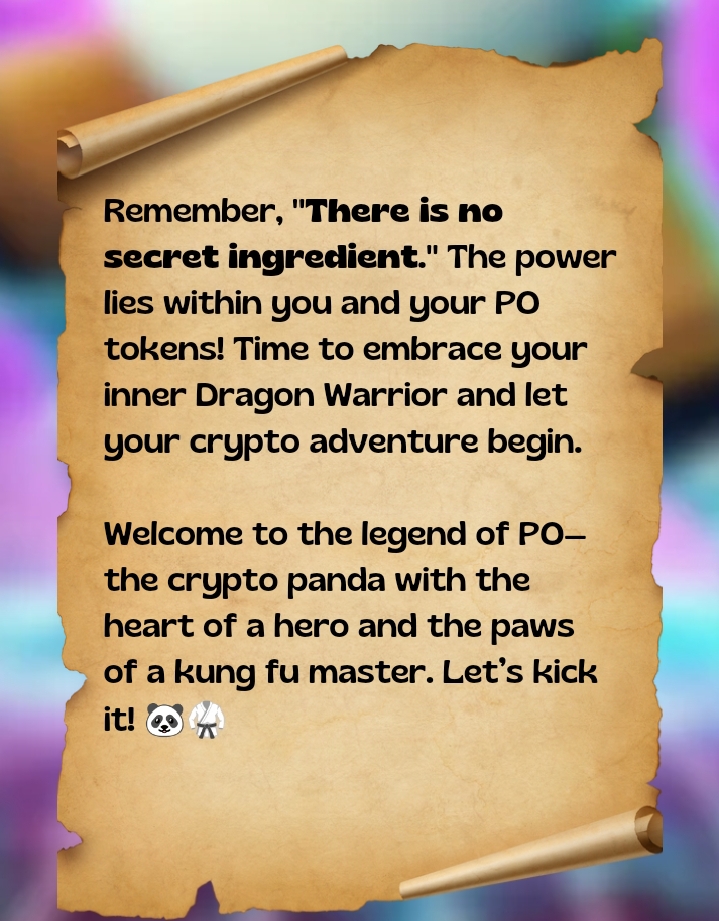 Remember, "There is no
secret ingredient." The power
lies within you and your PO
tokens! Time to embrace your
inner Dragon Warrior and let
your crypto adventure begin.
Welcome to the legend of PO—
the crypto panda with the
heart of a hero and the paws
of a kung fu master. Let's kick
it! 🐼🥋